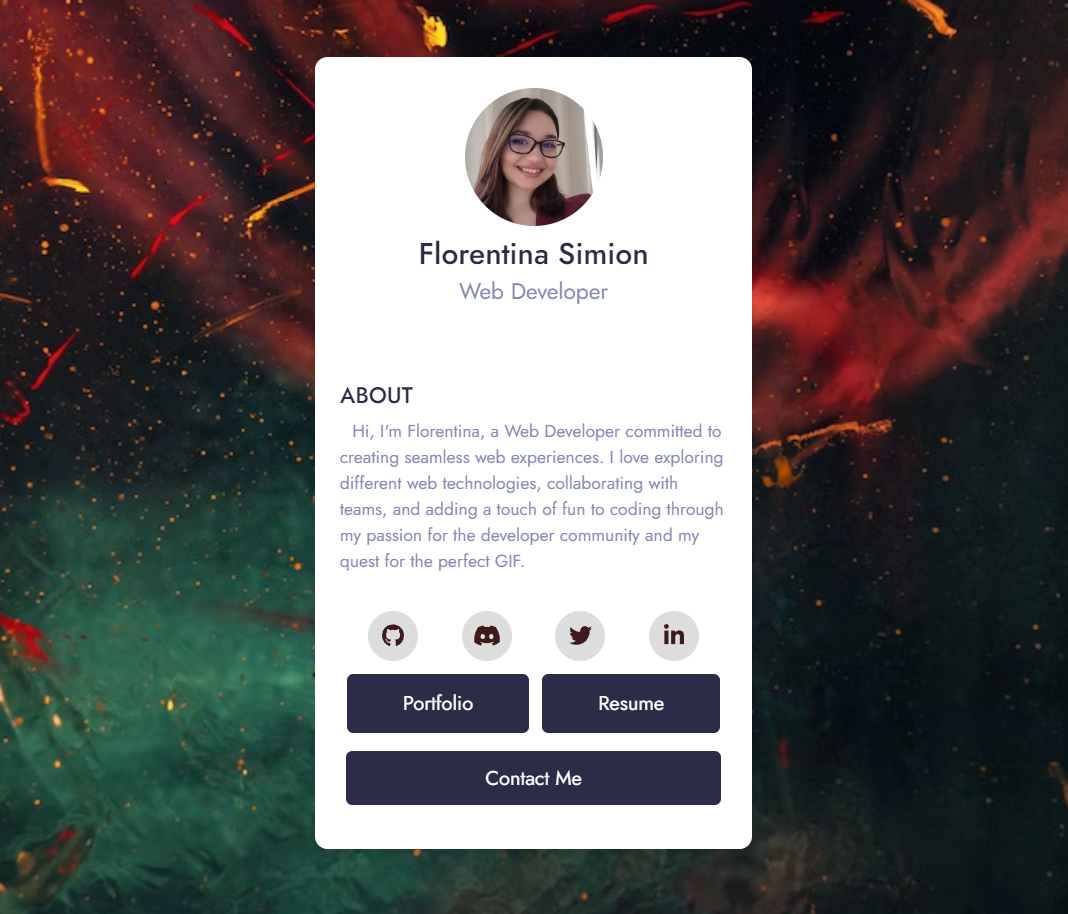 Florentina Simion
Web Developer
ABOUT
Hi, I'm Florentina, a Web Developer committed to
creating seamless web experiences. I love exploring
different web technologies, collaborating with
teams, and adding a touch of fun to coding through
my passion for the developer community and my
quest for the perfect GIF.
in
Portfolio
Resume
Contact Me